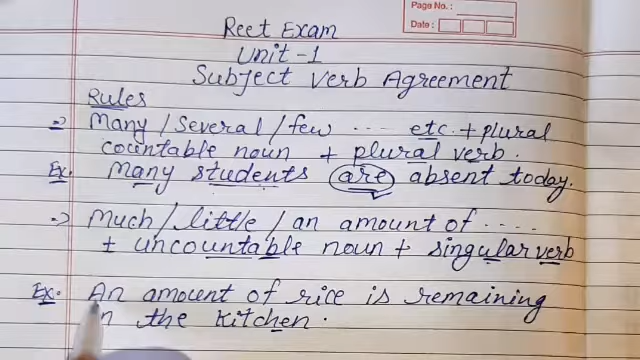 Page No.:
Date :
Reet Exam
Unit-1
Subject Verb Agreement
Rules
=> Many / Several / few ---- etc. + plural
countable noun + plural verb.
Ex. Many students are absent today.
=> Much / little / an amount of ....
+ uncountable noun + singular verb
Ex. An amount of rice is remaining
the kitchen.